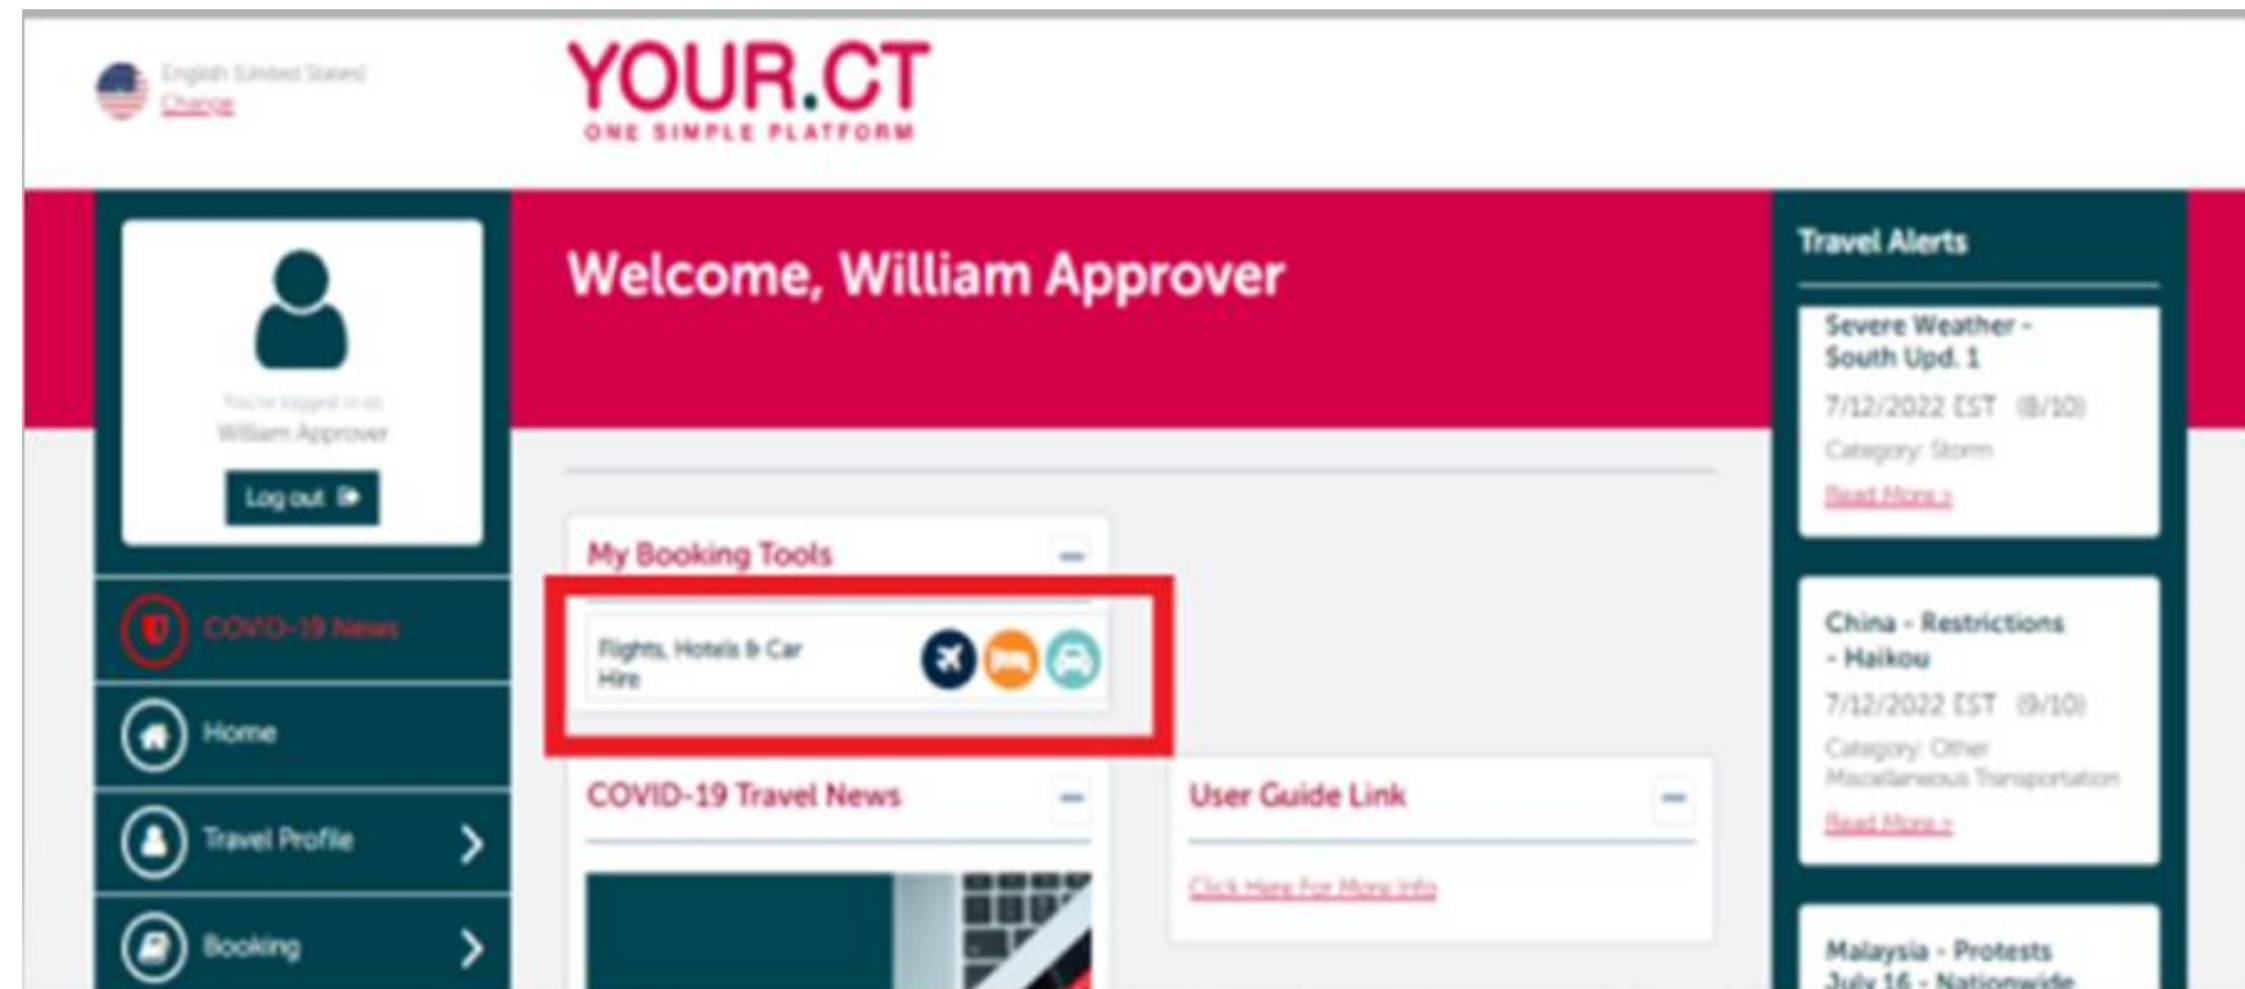 English (United States)
Change
YOUR.CT
ONE SIMPLE PLATFORM
You're logged in as
William Approver
Log out
COVID-19 News
Home
Travel Profile
Booking
Welcome, William Approver
My Booking Tools
Flights, Hotels & Car
Hire
COVID-19 Travel News
User Guide Link
Click Here For More Info
Travel Alerts
Severe Weather -
South Upd. 1
7/12/2022 EST (8/10)
Category: Storm
Read More >
China - Restrictions
- Haikou
7/12/2022 EST (9/10)
Category: Other
Miscellaneous Transportation
Read More >
Malaysia - Protests
July 16 - Nationwide